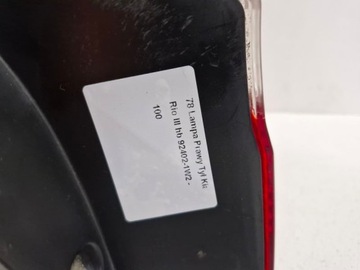 78 Lampa Prawy Tył Kia
Rio III hb 92402-1W2 -
100